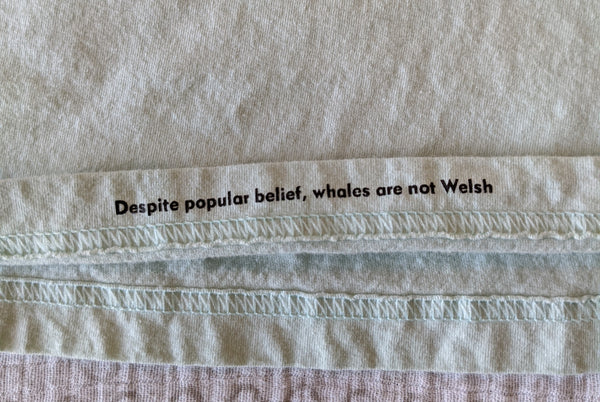 Despite popular belief, whales are not Welsh